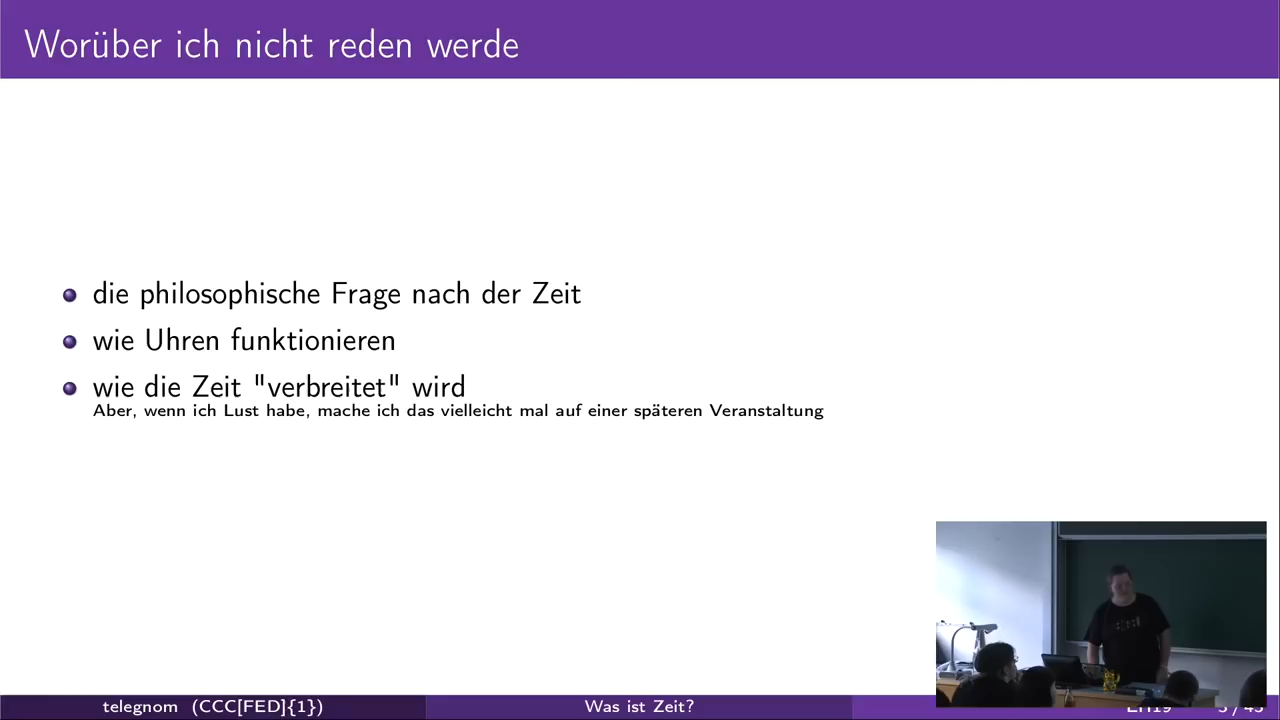 Worüber ich nicht reden werde
die philosophische Frage nach der Zeit
wie Uhren funktionieren
wie die Zeit "verbreitet" wird
Aber, wenn ich Lust habe, mache ich das vielleicht mal auf einer späteren Veranstaltung
telegnom (CCC[FED]{1})
Was ist Zeit?